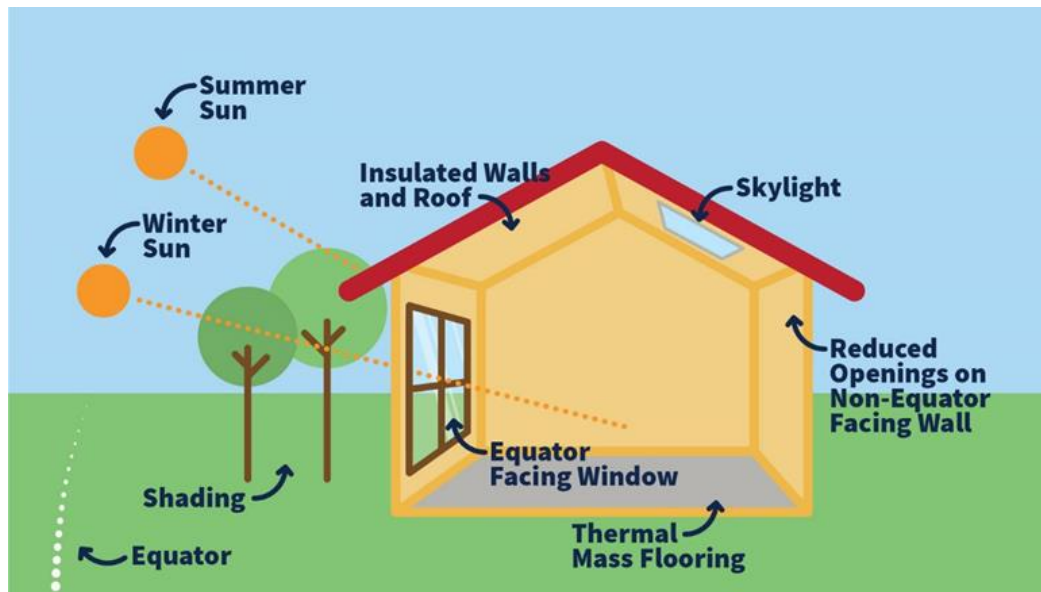 Summer
Sun
Insulated Walls
and Roof
Skylight
Winter
Sun
Reduced
Openings on
Non-Equator
Facing Wall
Equator
Facing Window
Shading
Thermal
Mass Flooring
Equator